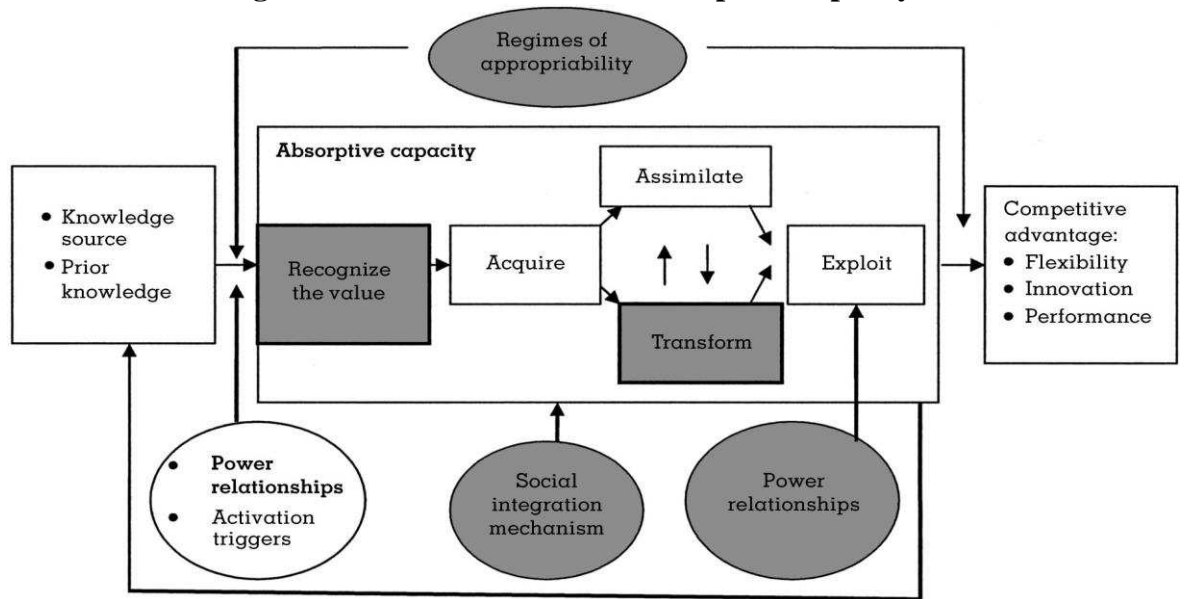 Regimes of
appropriability
Absorptive capacity
Assimilate
• Knowledge
source
• Prior
knowledge
Recognize
the value
Acquire
Exploit
Transform
Competitive
advantage:
• Flexibility
• Innovation
• Performance
• Power
relationships
• Activation
triggers
Social
integration
mechanism
Power
relationships